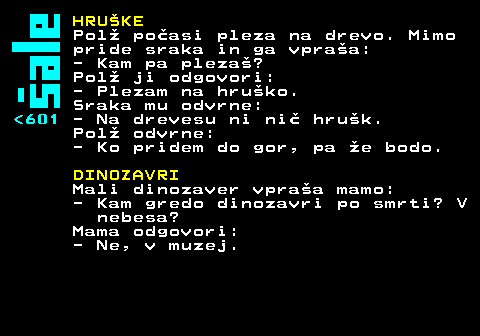 šale
<601
HRUŠKE
Polž počasi pleza na drevo. Mimo
pride sraka in ga vpraša:
- Kam pa plezaš?
Polž ji odgovori:
- Plezam na hruško.
Sraka mu odvrne:
- Na drevesu ni nič hrušk.
Polž odvrne:
- Ko pridem do gor, pa že bodo.
DINOZAVRI
Mali dinozaver vpraša mamo:
- Kam gredo dinozavri po smrti? V
nebesa?
Mama odgovori:
- Ne, v muzej.